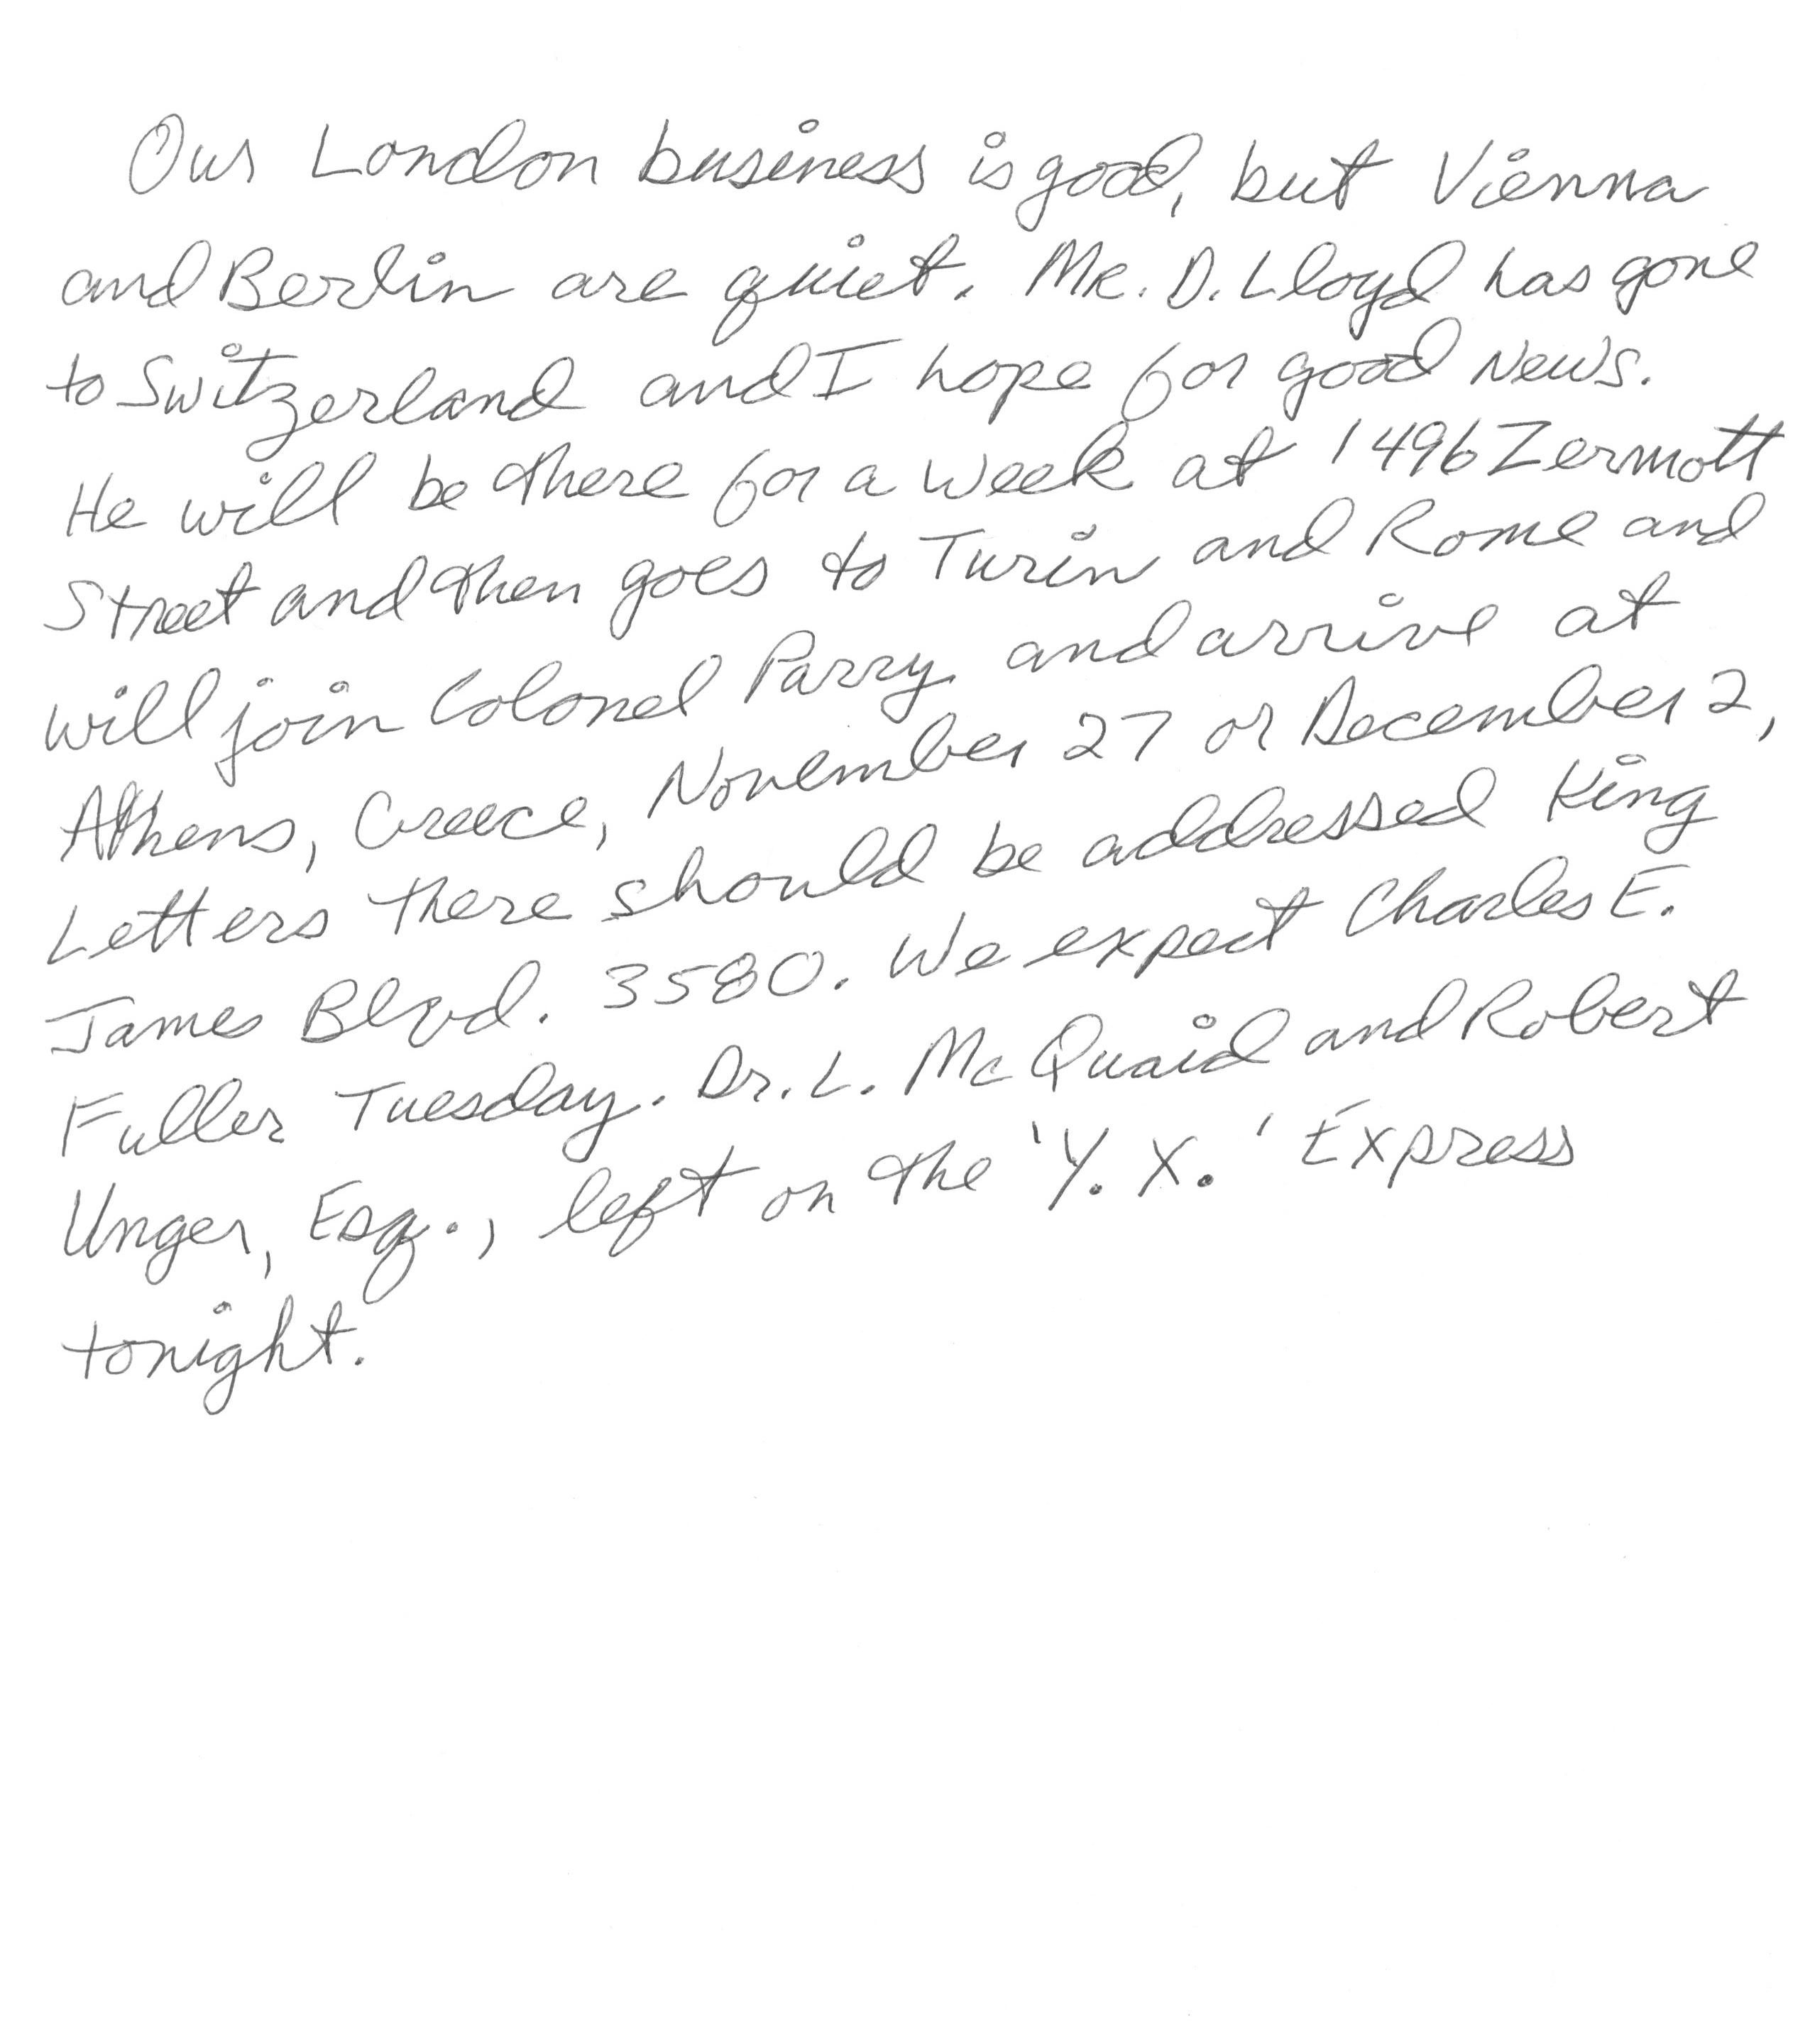 Our London business is good, but Vienna
and Berlin are quiet. Mr. D. Lloyd has gone
to Switzerland and I hope for good news.
He will be there for a week at 1496 Zermott
Street and then goes to Turin and Rome and
will join Colonel Parry and arrive at
Athens, Greece, November 27 or December 2,
Letters there should be addressed King
James Blvd. 3580. We expect Charles E.
Fuller Tuesday. Dr. L. McQuaid and Robert
Unger, Esq., left on the 'Y. X.' Express
tonight.